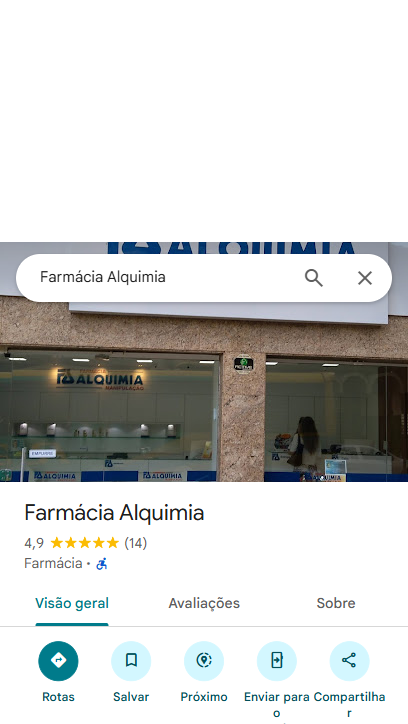 ALQUIMIA
Farmácia Alquimia
ALQUIMIA
MANIPULAÇÃO
EMPURRE
ALQUIMIA
ALQUIMIA
Farmácia Alquimia
4,9 (14)
Farmácia ·
Visão geral
Avaliações
Sobre
Rotas
Salvar
Próximo
Enviar para o
Compartilhar